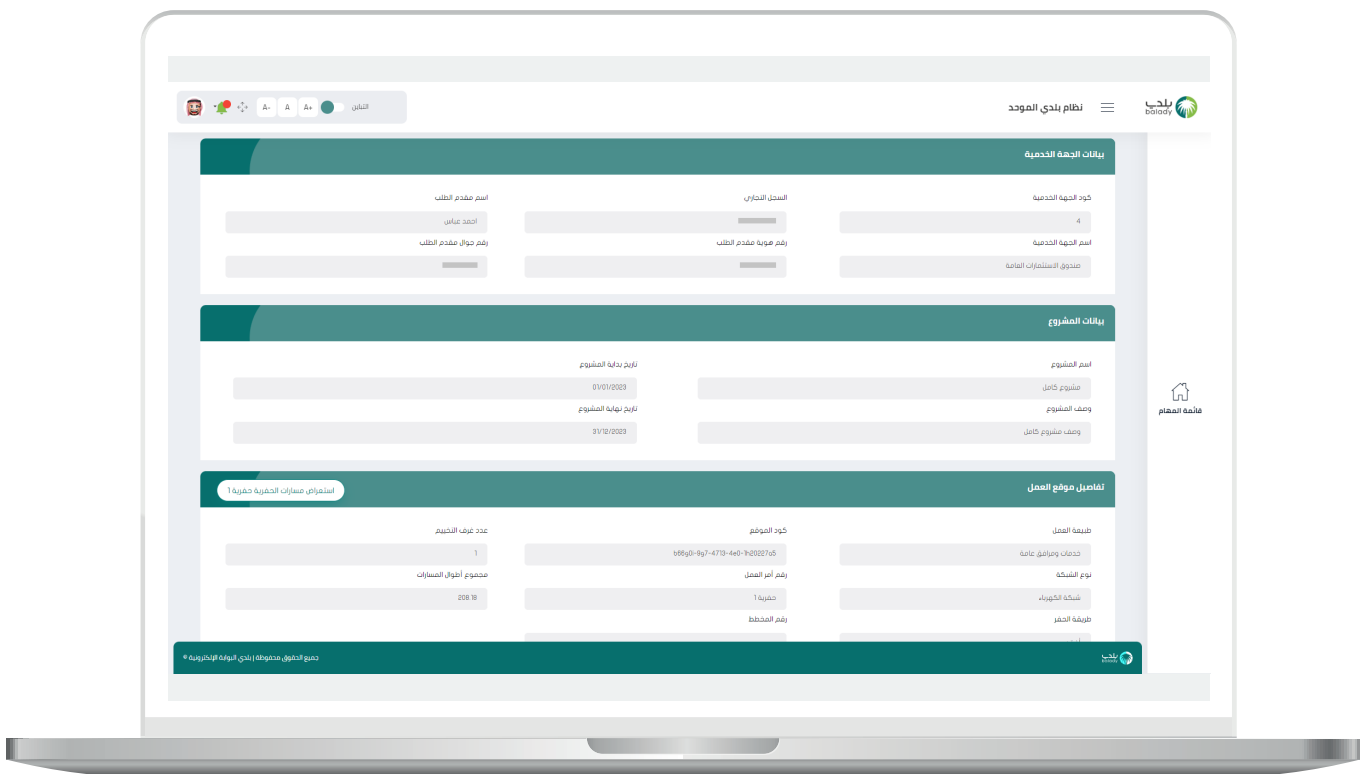 بلدي
balady
نظام بلدي الموحد
التباين
A+ A A-
بيانات الجهة الخدمية
كود الجهة الخدمية
السجل التجاري
اسم مقدم الطلب
4
احمد عباس
اسم الجهة الخدمية
رقم هوية مقدم الطلب
رقم جوال مقدم الطلب
صندوق الاستثمارات العامة
بيانات المشروع
اسم المشروع
تاريخ بداية المشروع
مشروع كامل
01/01/2023
وصف المشروع
تاريخ نهاية المشروع
وصف مشروع كامل
31/12/2023
قائمة المهام
تفاصيل موقع العمل
استعراض مسارات الحفرية حفرية 1
طبيعة العمل
كود الموقع
عدد غرف التخييم
خدمات ومرافق عامة
1
نوع الشبكة
رقم أمر العمل
مجموع أطوال المسارات
شبكة الكهرباء
حفرية 1
208.18
طريقة الحفر
رقم المخطط
بلدي
balady
جميع الحقوق محفوظة | بلدي البوابة الإلكترونية ©